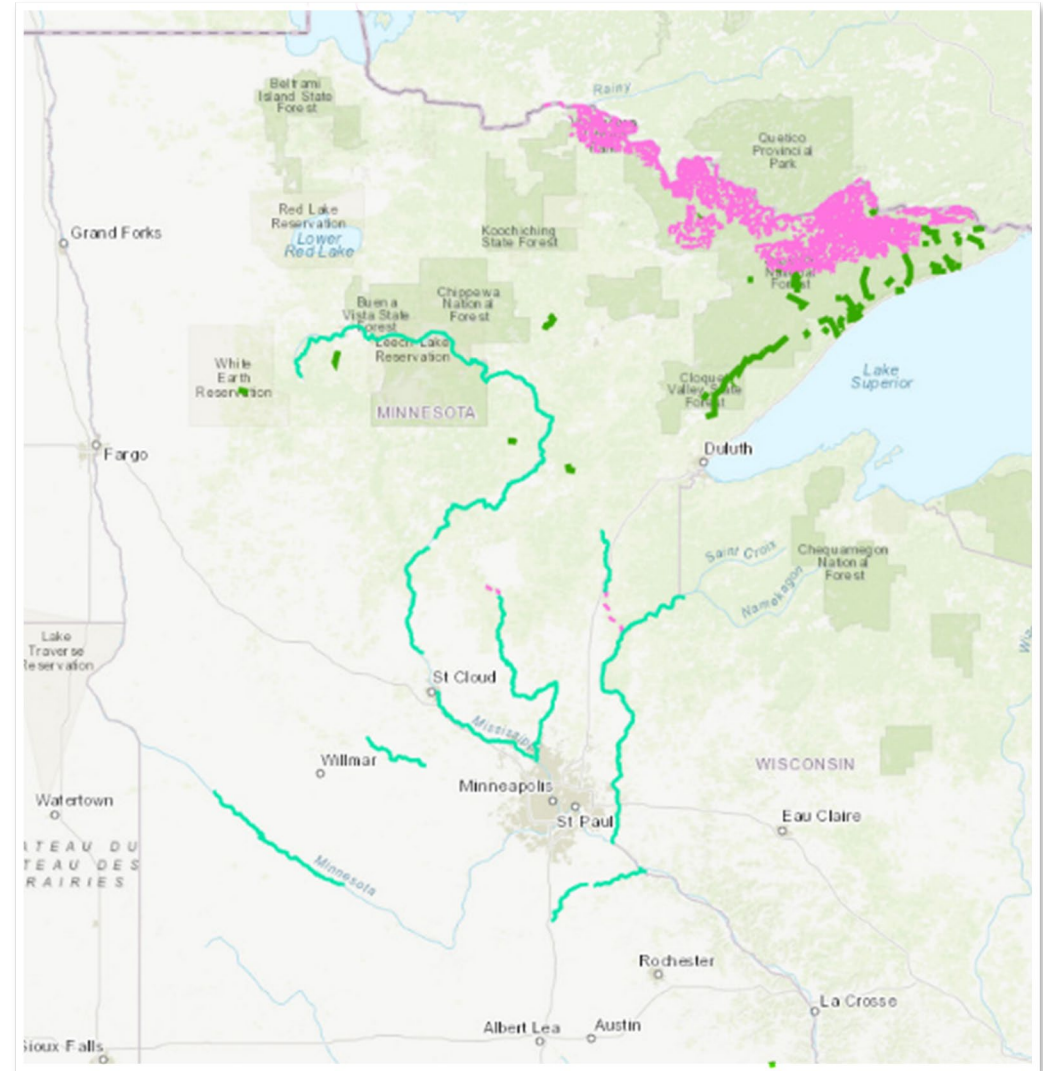 Beltrami
Island State
Forest
Rainy
Quetico
Provincial
Park
Red Lake
Reservation
Lower
Red Lake
Grand Forks
Koochiching
State Forest
Chippewa
National
Forest
Buena
Vista State
Forest
Leech Lake
Reservation
White
Earth
Reservation
MINNESOTA
Forest
Cloquet
Valley State
Forest
Lake
Superior
Fargo
Duluth
Saint Croix
Namekagon
Chequamegon
National
Forest
Lake
Traverse
Reservation
St Cloud
Mississippi
Willmar
WISCONSIN
Minneapolis
St Paul
Watertown
Eau Claire
ATEAU DU
TEAU DES
RAIRIES
Minnesota
Rochester
La Crosse
Albert Lea
Austin
Sioux Falls